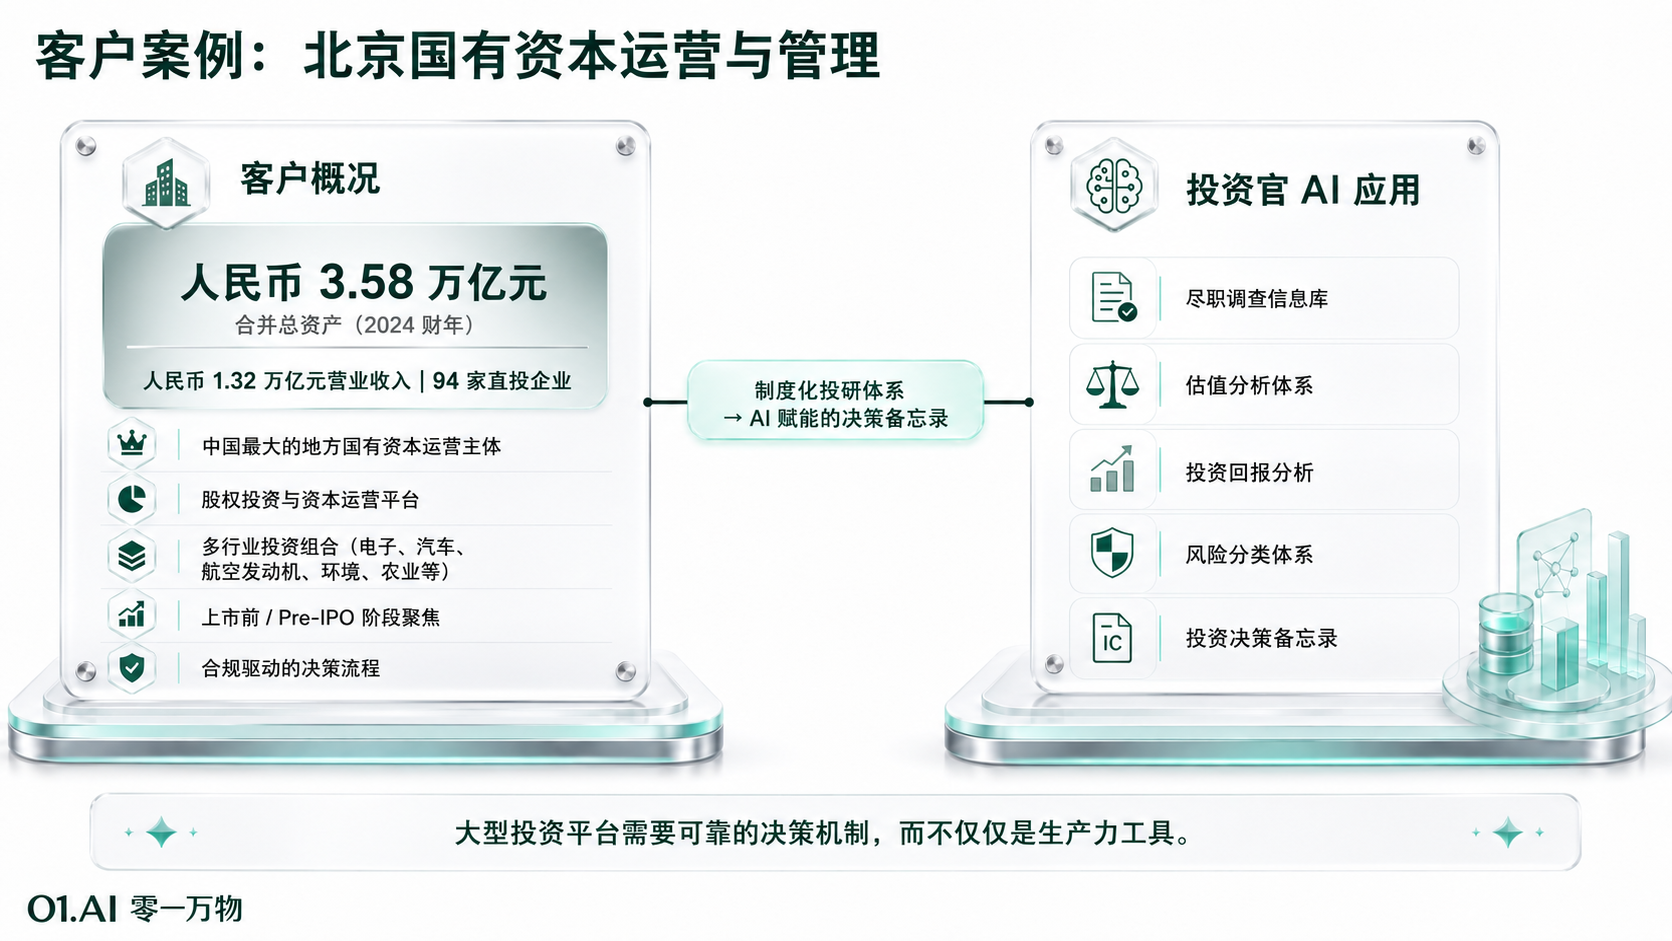 客户案例：北京国有资本运营与管理
客户概况
人民币 3.58 万亿元
合并总资产（2024 财年）
人民币 1.32 万亿元营业收入 | 94 家直投企业
中国最大的地方国有资本运营主体
股权投资与资本运营平台
多行业投资组合（电子、汽车、
航空发动机、环境、农业等）
上市前 / Pre-IPO 阶段聚焦
合规驱动的决策流程
制度化投研体系
→ AI 赋能的决策备忘录
投资官 AI 应用
尽职调查信息库
估值分析体系
投资回报分析
风险分类体系
IC
投资决策备忘录
大型投资平台需要可靠的决策机制，而不仅仅是生产力工具。
01.AI 零一万物